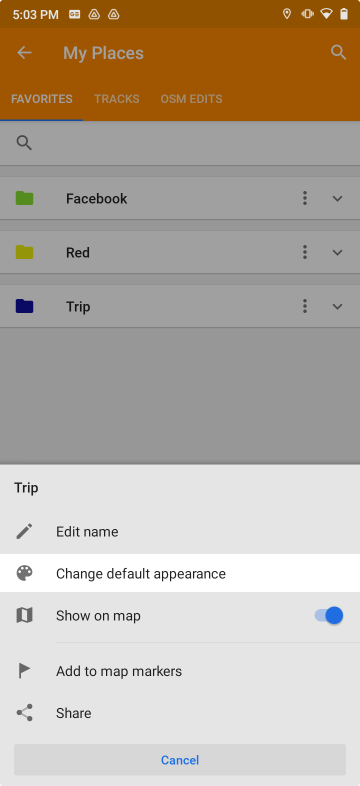 5:03 PM
My Places
FAVORITES TRACKS OSM EDITS
Facebook
Red
Trip
Trip
Edit name
Change default appearance
Show on map
Add to map markers
Share
Cancel